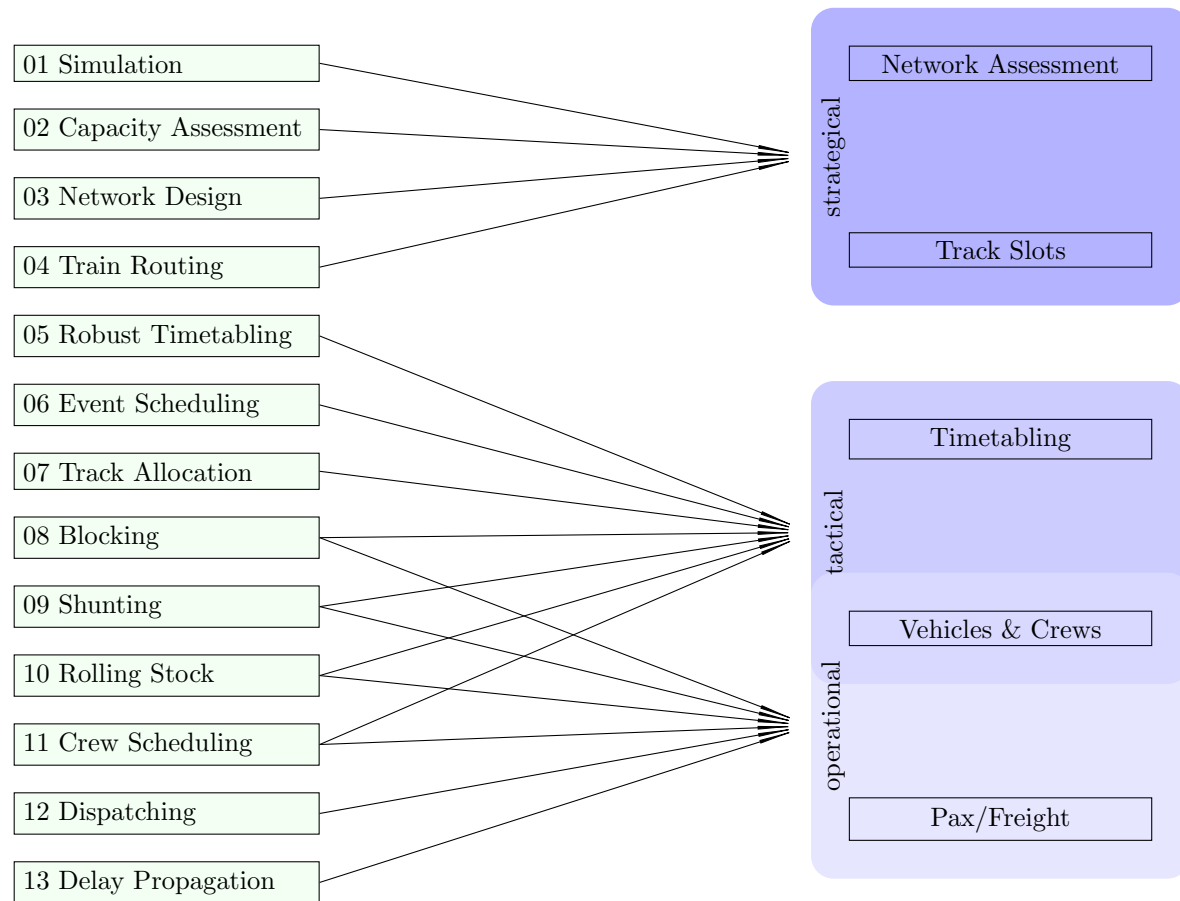 01 Simulation
02 Capacity Assessment
03 Network Design
04 Train Routing
05 Robust Timetabling
06 Event Scheduling
07 Track Allocation
08 Blocking
09 Shunting
10 Rolling Stock
11 Crew Scheduling
12 Dispatching
13 Delay Propagation
strategical
Network Assessment
Track Slots
tactical
Timetabling
Vehicles & Crews
operational
Pax/Freight